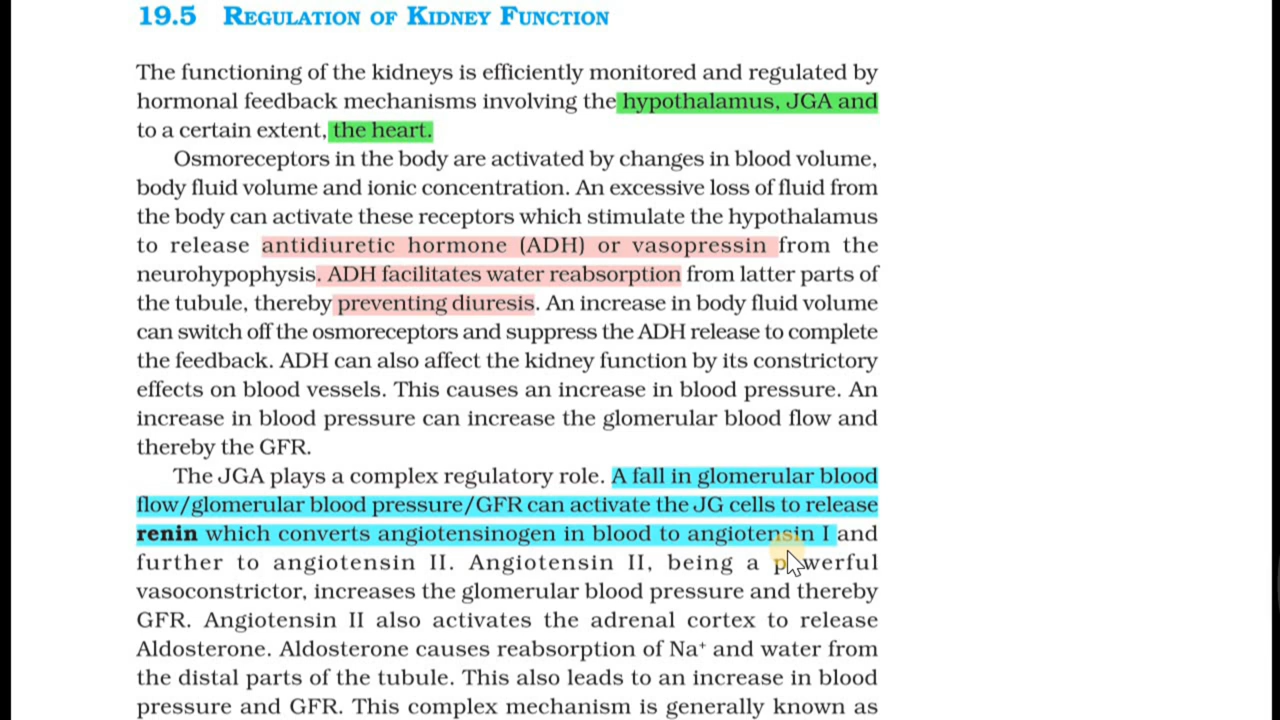 19.5 Regulation of Kidney Function
The functioning of the kidneys is efficiently monitored and regulated by
hormonal feedback mechanisms involving the hypothalamus, JGA and
to a certain extent, the heart.
Osmoreceptors in the body are activated by changes in blood volume,
body fluid volume and ionic concentration. An excessive loss of fluid from
the body can activate these receptors which stimulate the hypothalamus
to release antidiuretic hormone (ADH) or vasopressin from the
neurohypophysis. ADH facilitates water reabsorption from latter parts of
the tubule, thereby preventing diuresis. An increase in body fluid volume
can switch off the osmoreceptors and suppress the ADH release to complete
the feedback. ADH can also affect the kidney function by its constrictory
effects on blood vessels. This causes an increase in blood pressure. An
increase in blood pressure can increase the glomerular blood flow and
thereby the GFR.
The JGA plays a complex regulatory role. A fall in glomerular blood
flow/glomerular blood pressure/GFR can activate the JG cells to release
renin which converts angiotensinogen in blood to angiotensin I and
further to angiotensin II. Angiotensin II, being a powerful
vasoconstrictor, increases the glomerular blood pressure and thereby
GFR. Angiotensin II also activates the adrenal cortex to release
Aldosterone. Aldosterone causes reabsorption of Na⁺ and water from
the distal parts of the tubule. This also leads to an increase in blood
pressure and GFR. This complex mechanism is generally known as